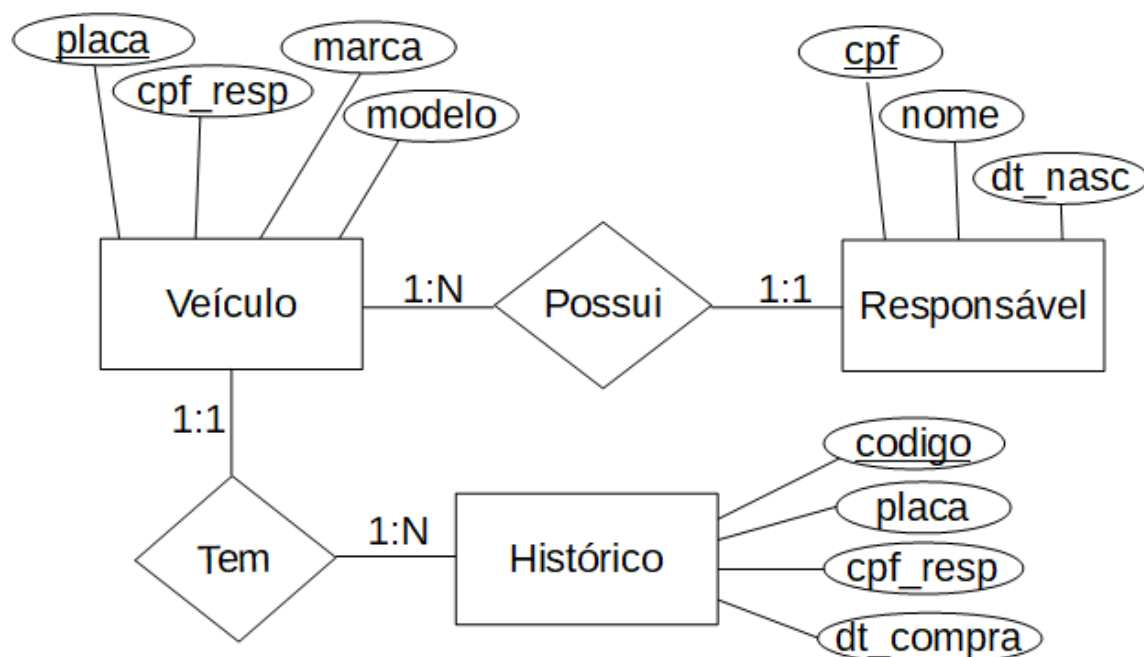 placa
marca
cpf
cpf_resp
modelo
nome
dt_nasc
Veículo
1:N
Possui
1:1
Responsável
1:1
codigo
placa
Tem
1:N
Histórico
cpf_resp
dt_compra